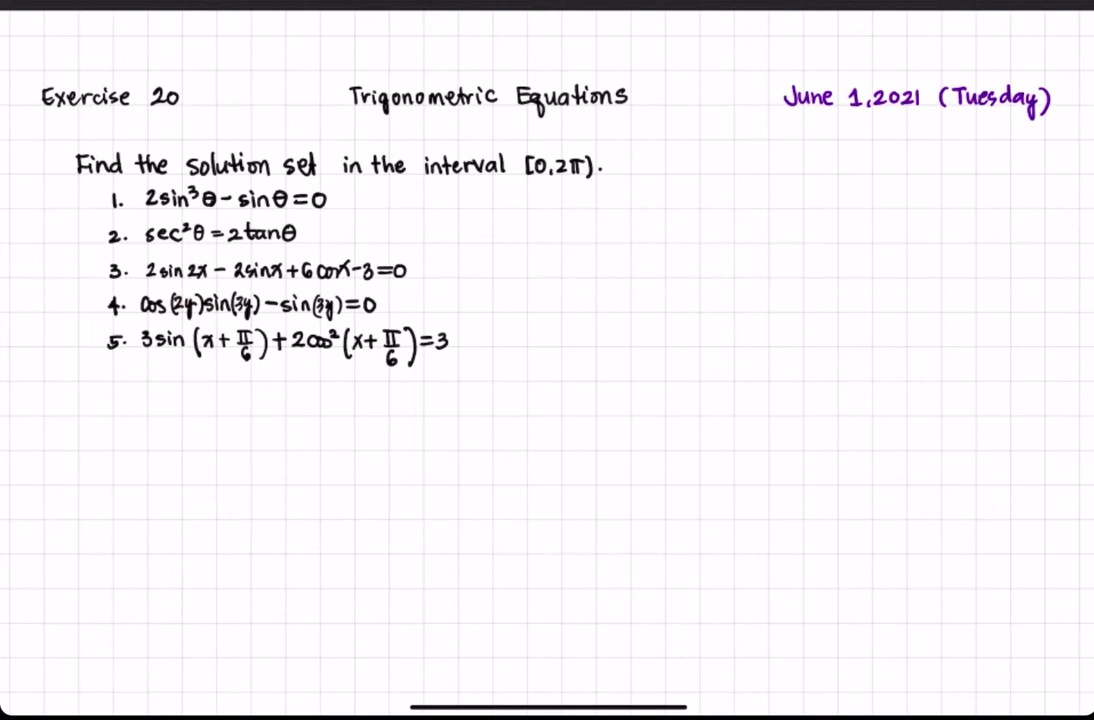 Exercise 20 Trigonometric Equations June 1, 2021 (Tuesday)
Find the solution set in the interval [0,2π).
1. 2sin³θ - sinθ = 0
2. sec²θ = 2tanθ
3. 2sin2x - 2sinx + 6cosx - 3 = 0
4. cos(2y)sin(3y) - sin(3y) = 0
5. 3sin(x + π/6) + 2cos²(x + π/6) = 3